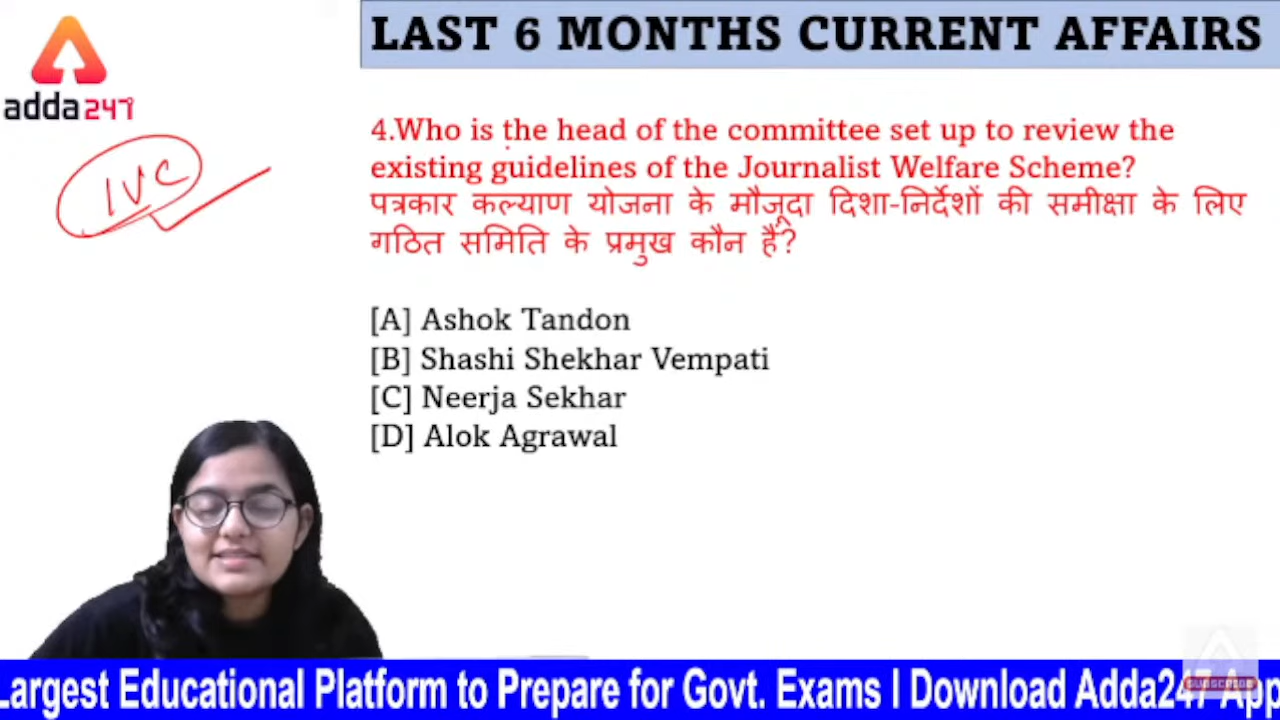 LAST 6 MONTHS CURRENT AFFAIRS
adda247
IVC
4.Who is the head of the committee set up to review the
existing guidelines of the Journalist Welfare Scheme?
पत्रकार कल्याण योजना के मौजूदा दिशा-निर्देशों की समीक्षा के लिए
गठित समिति के प्रमुख कौन हैं?
[A] Ashok Tandon
[B] Shashi Shekhar Vempati
[C] Neerja Sekhar
[D] Alok Agrawal
Largest Educational Platform to Prepare for Govt. Exams I Download Adda247 App
SUBSCRIBE